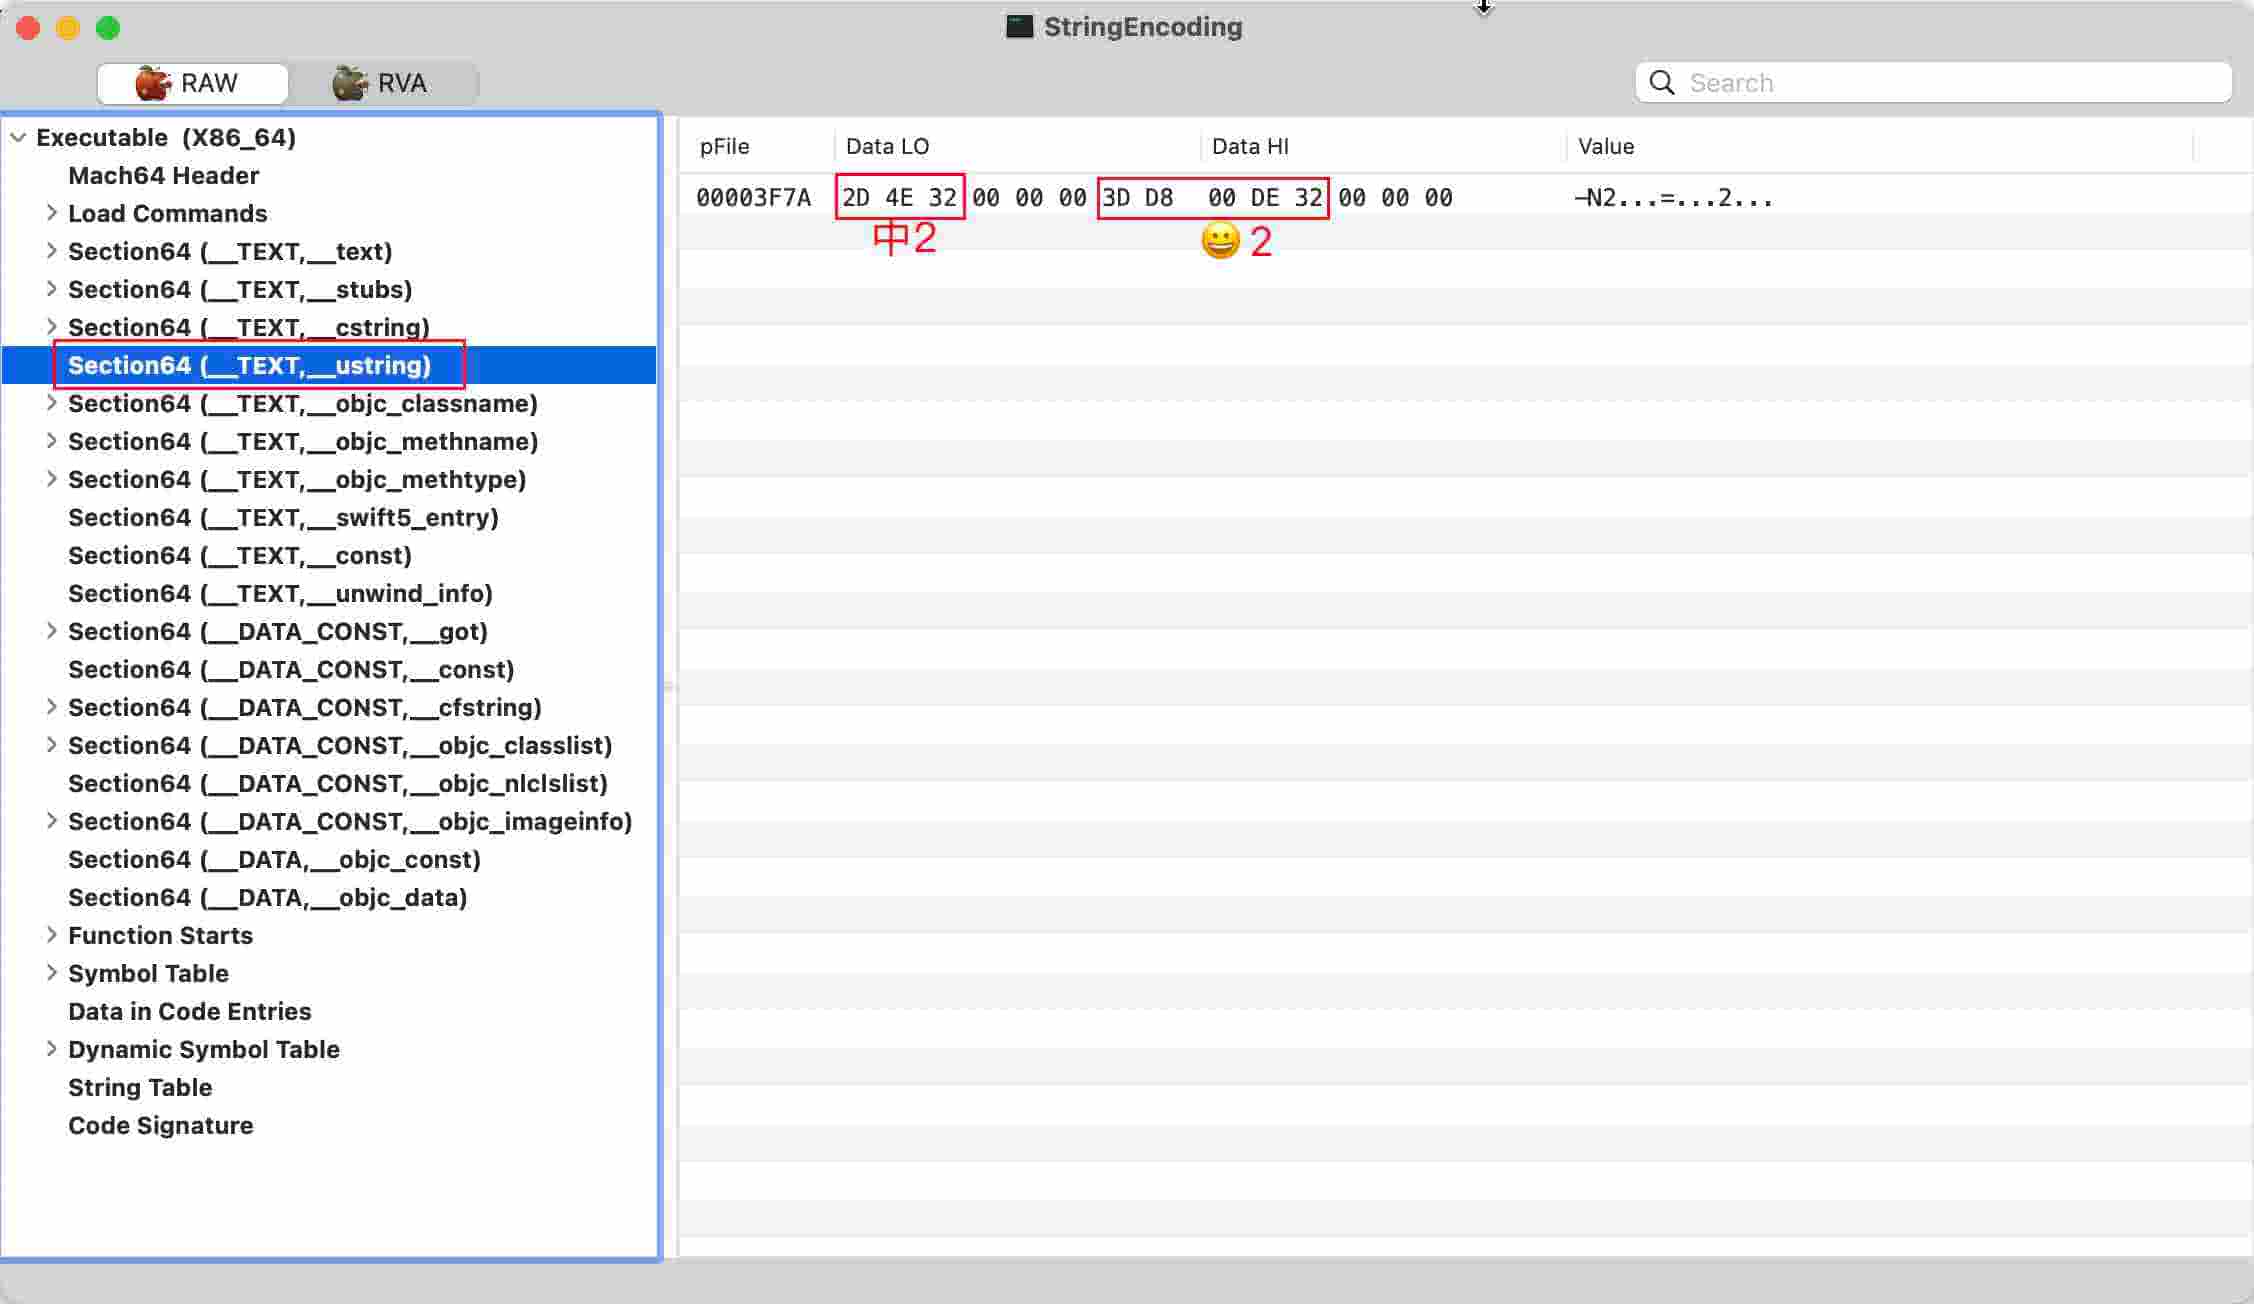 StringEncoding
RAW RVA Search
Executable (X86_64)
Mach64 Header
Load Commands
Section64 (__TEXT,__text)
Section64 (__TEXT,__stubs)
Section64 (__TEXT,__cstring)
Section64 (__TEXT,__ustring)
Section64 (__TEXT,__objc_classname)
Section64 (__TEXT,__objc_methname)
Section64 (__TEXT,__objc_methtype)
Section64 (__TEXT,__swift5_entry)
Section64 (__TEXT,__const)
Section64 (__TEXT,__unwind_info)
Section64 (__DATA_CONST,__got)
Section64 (__DATA_CONST,__const)
Section64 (__DATA_CONST,__cfstring)
Section64 (__DATA_CONST,__objc_classlist)
Section64 (__DATA_CONST,__objc_nlclslist)
Section64 (__DATA_CONST,__objc_imageinfo)
Section64 (__DATA,__objc_const)
Section64 (__DATA,__objc_data)
Function Starts
Symbol Table
Data in Code Entries
Dynamic Symbol Table
String Table
Code Signature
pFile Data LO Data HI Value
00003F7A 2D 4E 32 00 00 00 3D D8 00 DE 32 00 00 00 -N2...=...2...
中2 😀 2